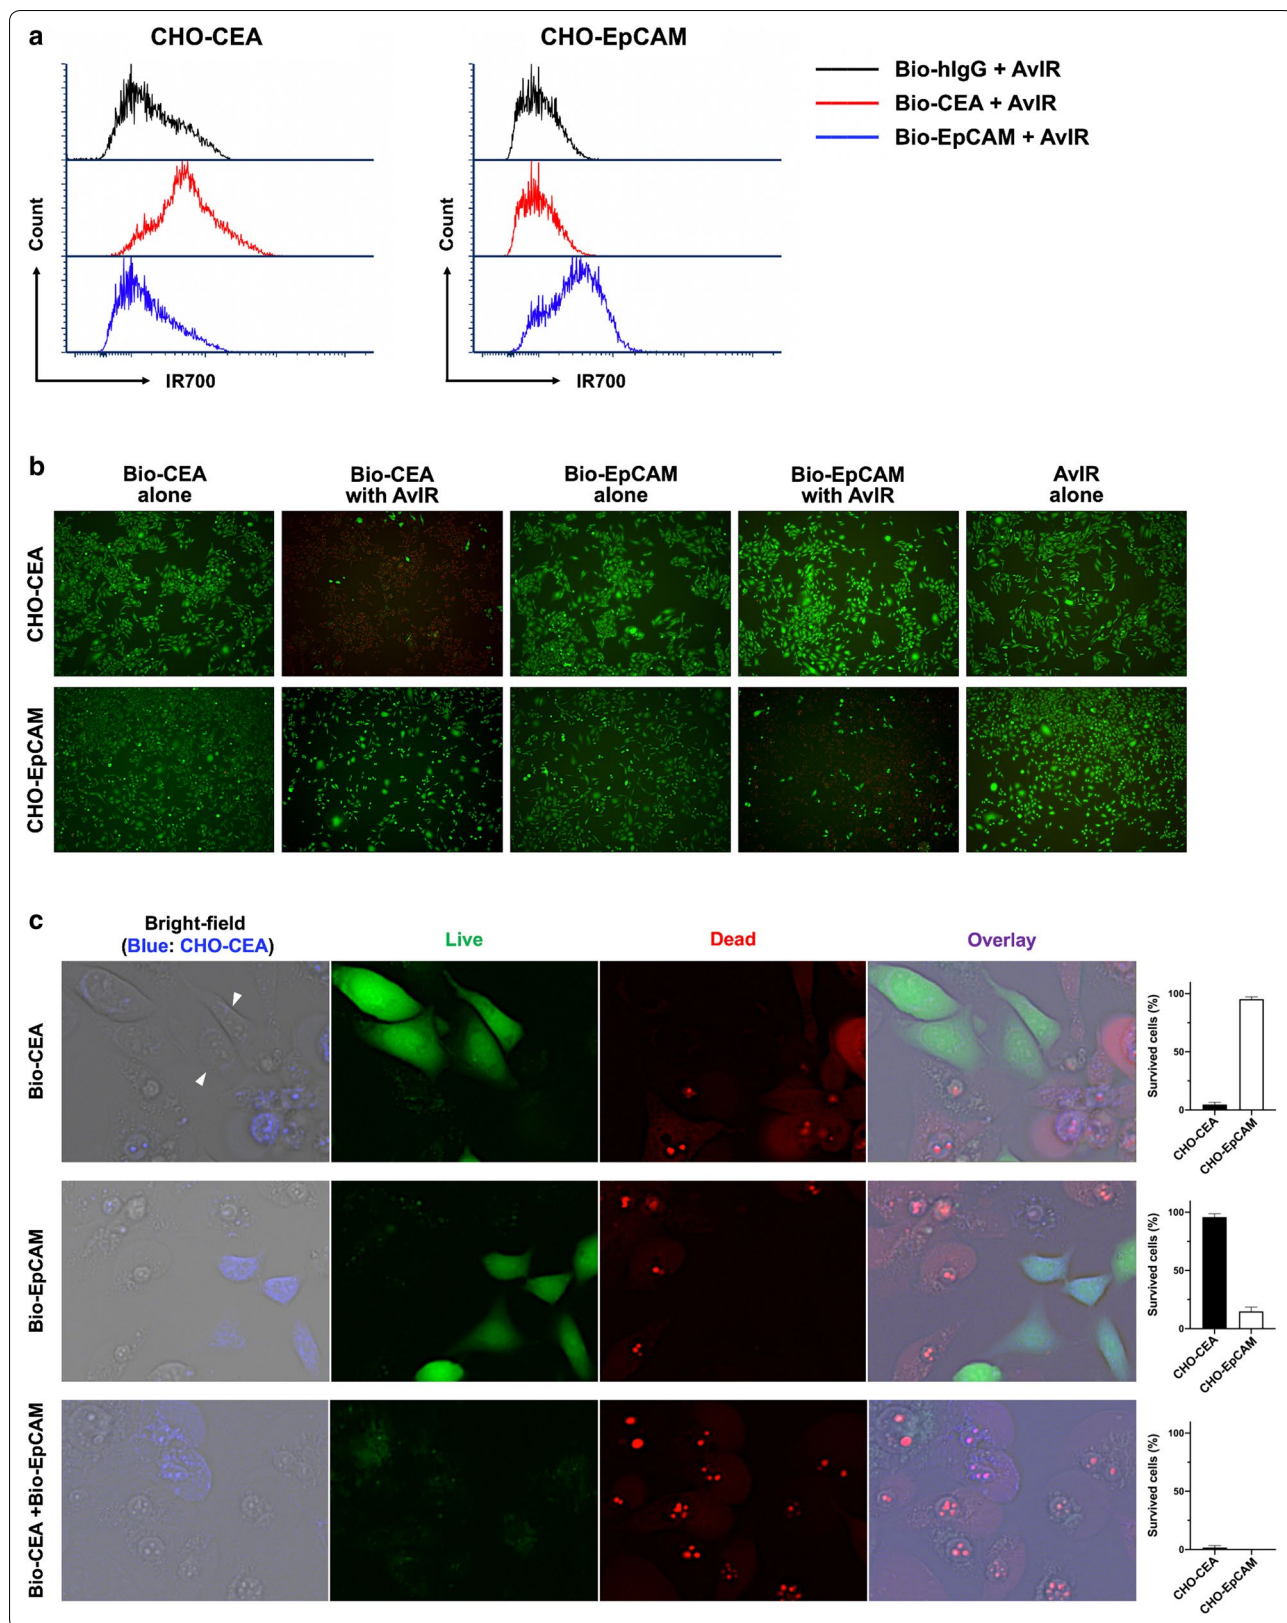 a
CHO-CEA
CHO-EpCAM
Bio-hIgG + AvIR
Bio-CEA + AvIR
Bio-EpCAM + AvIR
Count
IR700
Count
IR700
b
Bio-CEA
alone
Bio-CEA
with AvIR
Bio-EpCAM
alone
Bio-EpCAM
with AvIR
AvIR
alone
CHO-CEA
CHO-EpCAM
c
Bright-field
(Blue: CHO-CEA)
Live
Dead
Overlay
Bio-CEA
Survived cells (%)
100
50
0
CHO-CEA
CHO-EpCAM
Bio-EpCAM
Survived cells (%)
100
50
0
CHO-CEA
CHO-EpCAM
Bio-CEA +Bio-EpCAM
Survived cells (%)
100
50
0
CHO-CEA
CHO-EpCAM